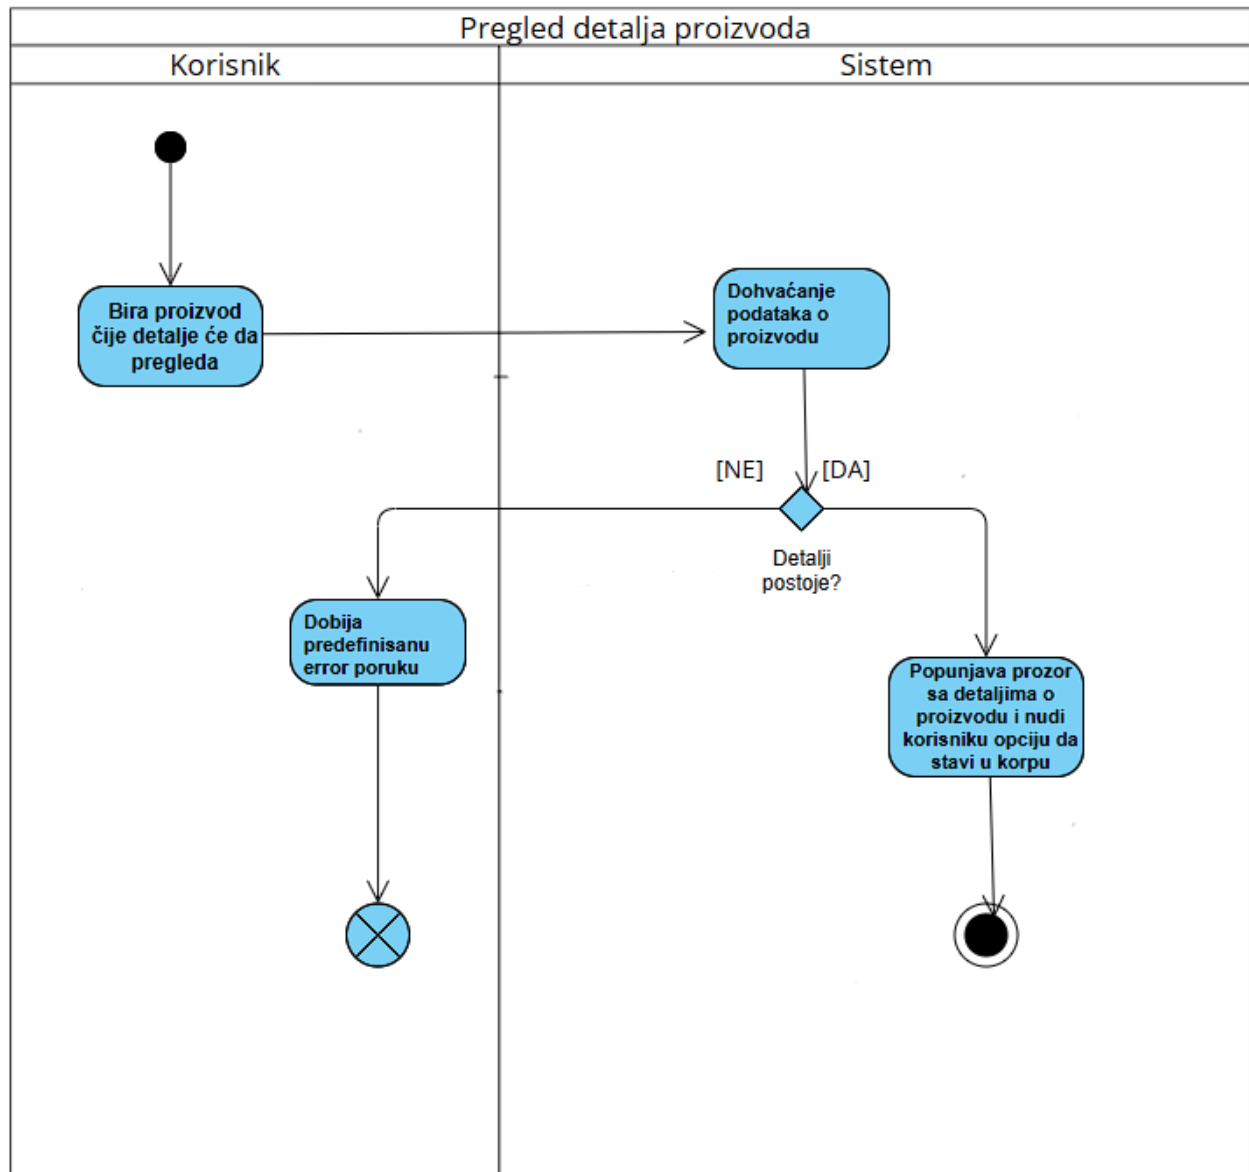 Pregled detalja proizvoda
Korisnik
Sistem
Bira proizvod
čije detalje će da
pregleda
Dohvaćanje
podataka o
proizvodu
[NE]
[DA]
Detalji
postoje?
Dobija
predefinisanu
error poruku
Popunjava prozor
sa detaljima o
proizvodu i nudi
korisniku opciju da
stavi u korpu